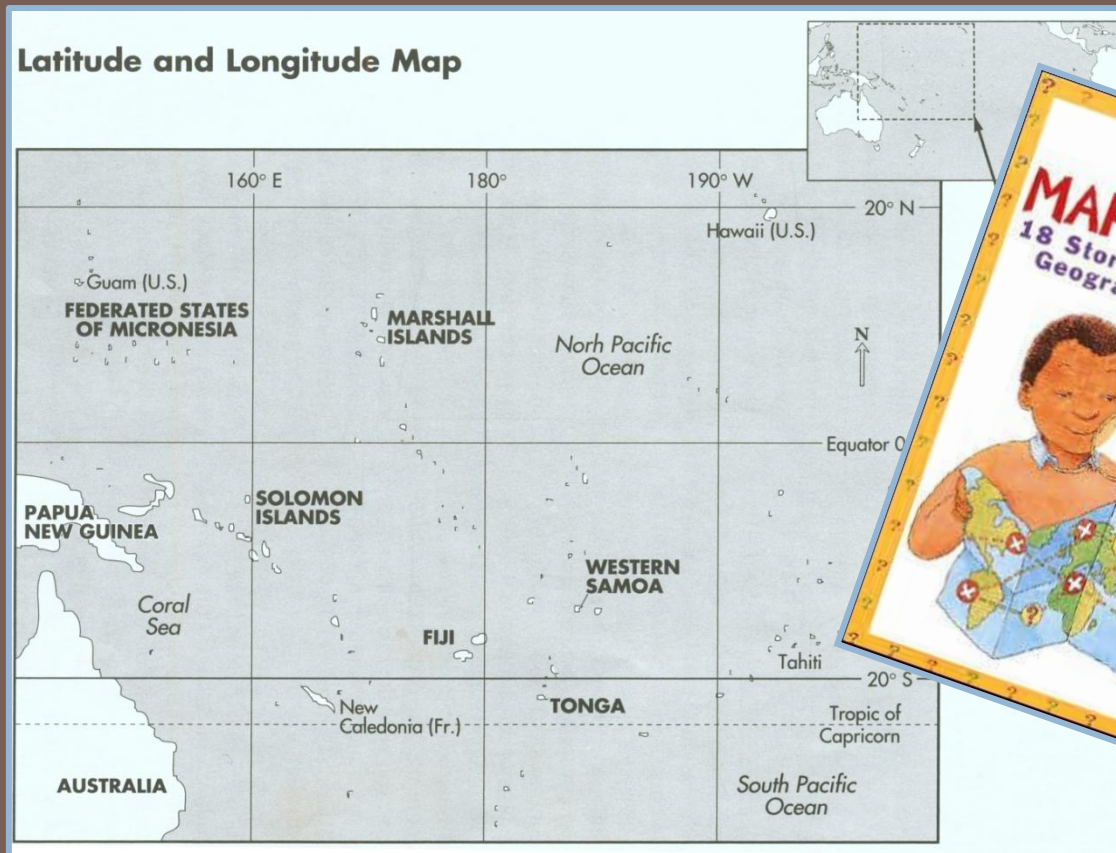 Latitude and Longitude Map
160° E
180°
190° W
20° N
Hawaii (U.S.)
Guam (U.S.)
FEDERATED STATES
OF MICRONESIA
MARSHALL
ISLANDS
Norh Pacific
Ocean
N
Equator 0
PAPUA
NEW GUINEA
SOLOMON
ISLANDS
WESTERN
SAMOA
Coral
Sea
FIJI
Tahiti
20° S
New
Caledonia (Fr.)
TONGA
Tropic of
Capricorn
AUSTRALIA
South Pacific
Ocean
18